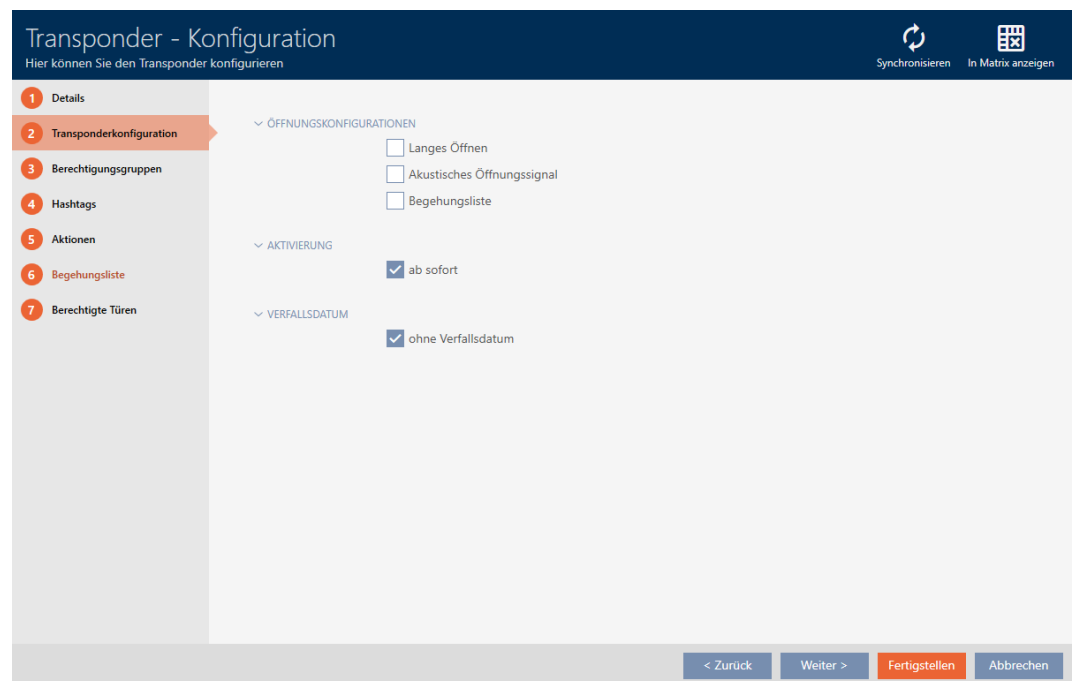 Transponder - Konfiguration
Hier können Sie den Transponder konfigurieren
Synchronisieren
In Matrix anzeigen
1 Details
2 Transponderkonfiguration
3 Berechtigungsgruppen
4 Hashtags
5 Aktionen
6 Begehungsliste
7 Berechtigte Türen
ÖFFNUNGSKONFIGURATIONEN
Langes Öffnen
Akustisches Öffnungssignal
Begehungsliste
AKTIVIERUNG
ab sofort
VERFALLSDATUM
ohne Verfallsdatum
< Zurück
Weiter >
Fertigstellen
Abbrechen